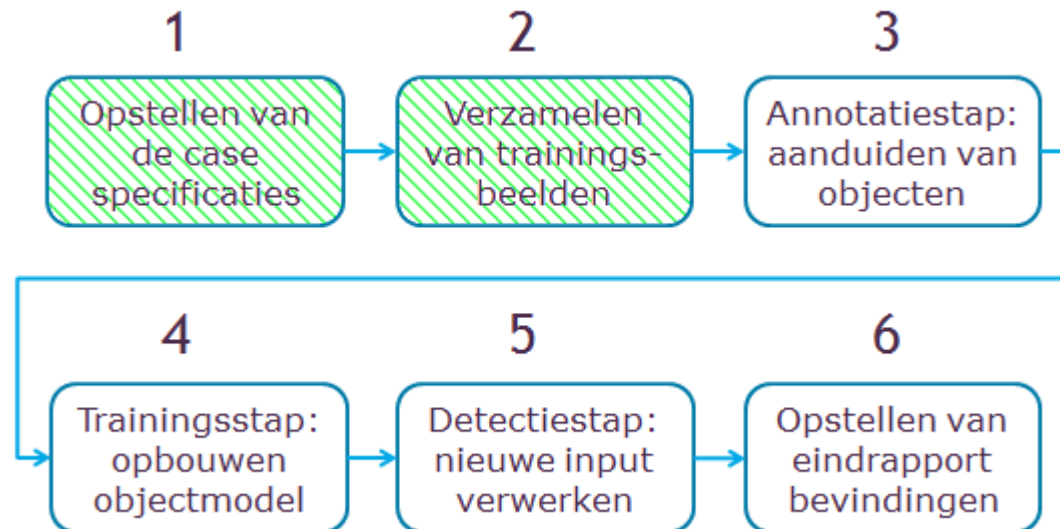 1
Opstellen van
de case
specificaties
2
Verzamelen
van trainings-
beelden
3
Annotatiestap:
aanduiden van
objecten
4
Trainingsstap:
opbouwen
objectmodel
5
Detectiestap:
nieuwe input
verwerken
6
Opstellen van
eindrapport
bevindingen